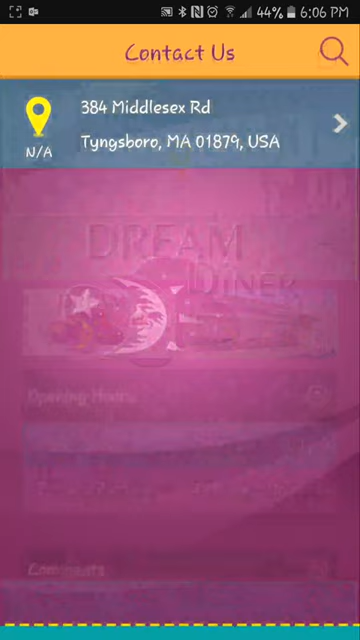 44% 6:06 PM
Contact Us
384 Middlesex Rd
Tyngsboro, MA 01879, USA
N/A
DREAM
DINER
Opening Hours
Comments